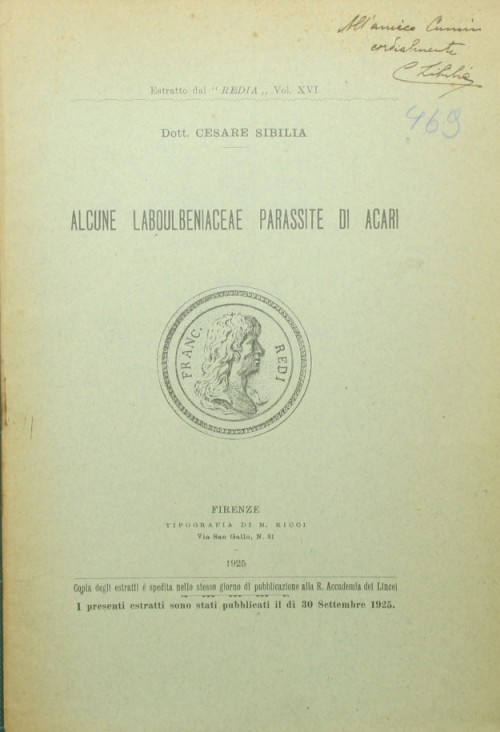 All'amico
cordialmente
C Sibilia
469
Estratto dal "REDIA„ Vol. XVI
Dott. CESARE SIBILIA
ALCUNE LABOULBENIACEAE PARASSITE DI ACARI
FRANC. REDI
FIRENZE
TIPOGRAFIA DI M. RICCI
Via San Gallo, N. 31
1925
Copia degli estratti é spedita nello stesso giorno di pubblicazione alla R. Accademia dei Lincei
I presenti estratti sono stati pubblicati il dì 30 Settembre 1925.